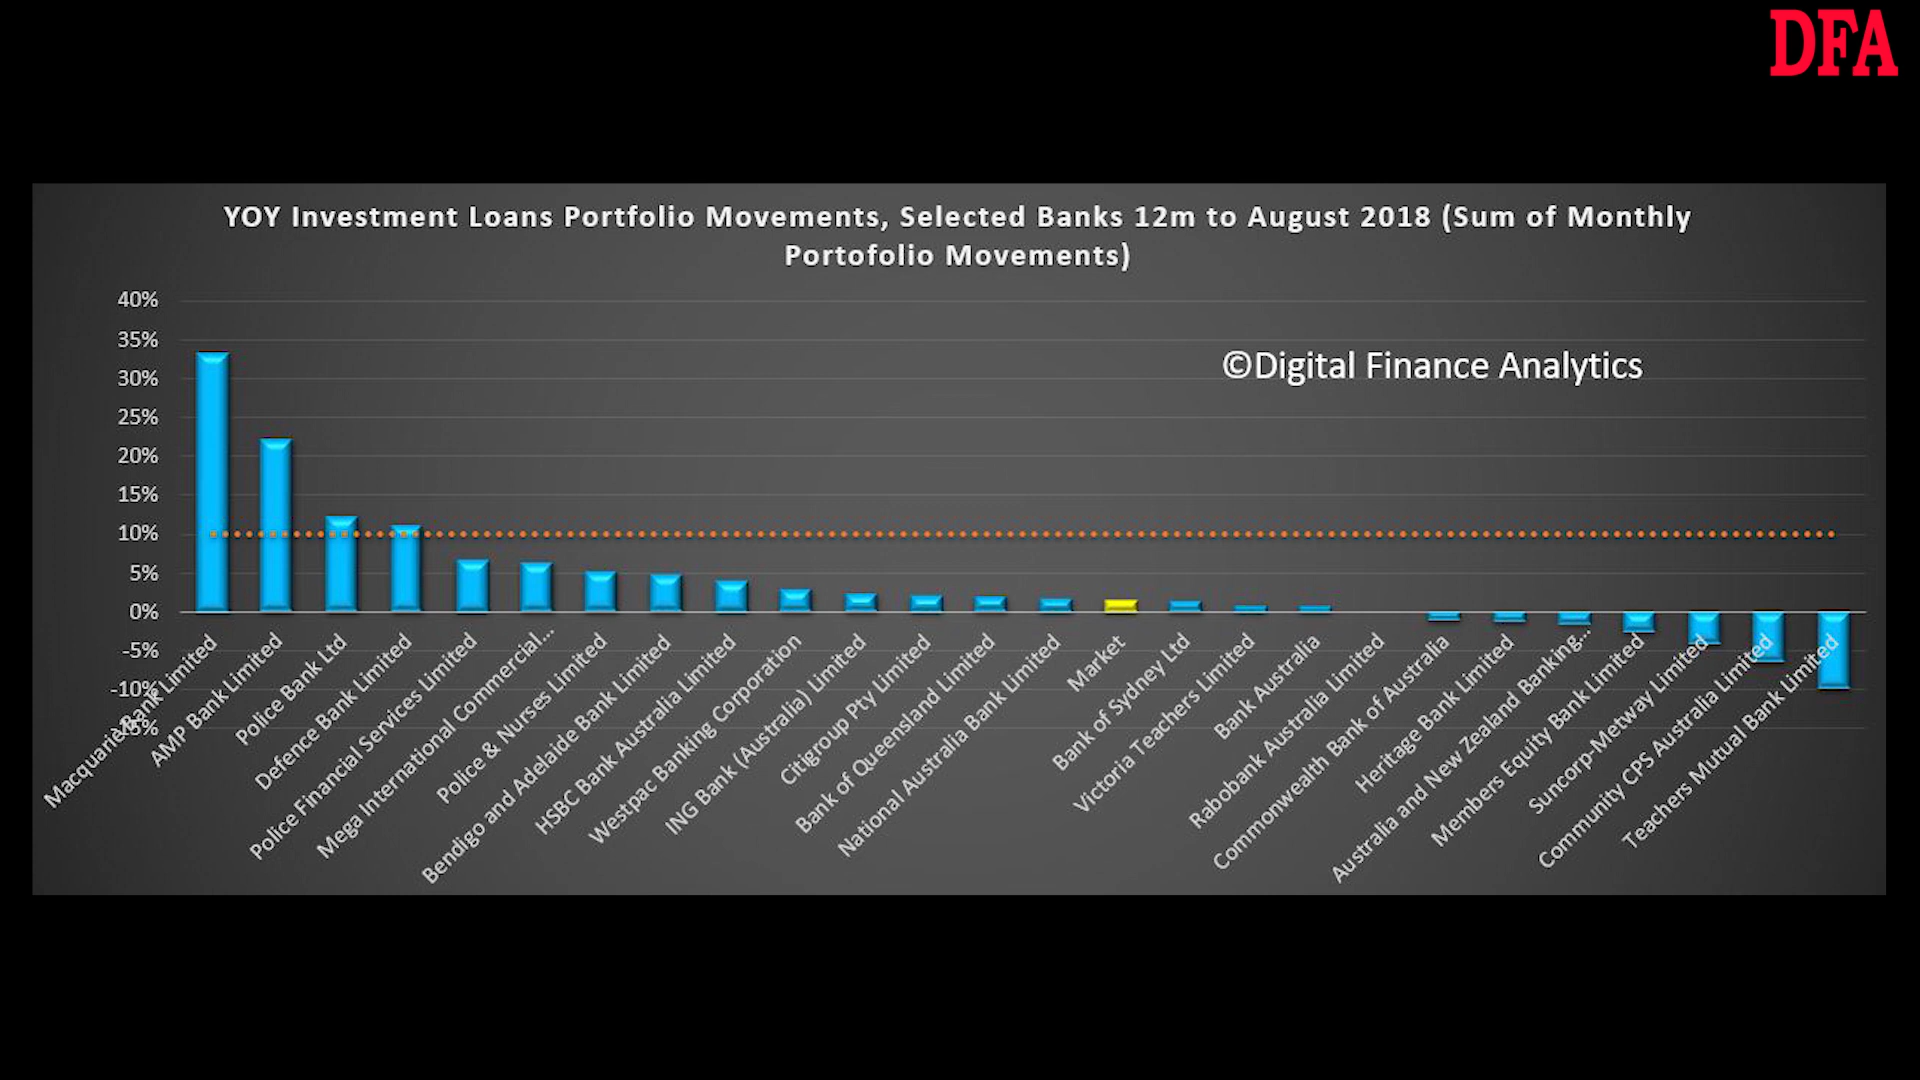 DFA
YOY Investment Loans Portfolio Movements, Selected Banks 12m to August 2018 (Sum of Monthly
Portofolio Movements)
©Digital Finance Analytics
40%
35%
30%
25%
20%
15%
10%
5%
0%
-5%
-10%
-15%
Macquarie Bank Limited
AMP Bank Limited
Police Bank Ltd
Defence Bank Limited
Police Financial Services Limited
Mega International Commercial...
Police & Nurses Limited
Bendigo and Adelaide Bank Limited
HSBC Bank Australia Limited
Westpac Banking Corporation
ING Bank (Australia) Limited
Citigroup Pty Limited
Bank of Queensland Limited
National Australia Bank Limited
Market
Bank of Sydney Ltd
Victoria Teachers Limited
Bank Australia
Rabobank Australia Limited
Commonwealth Bank of Australia
Heritage Bank Limited
Australia and New Zealand Banking...
Members Equity Bank Limited
Suncorp-Metway Limited
Community CPS Australia Limited
Teachers Mutual Bank Limited